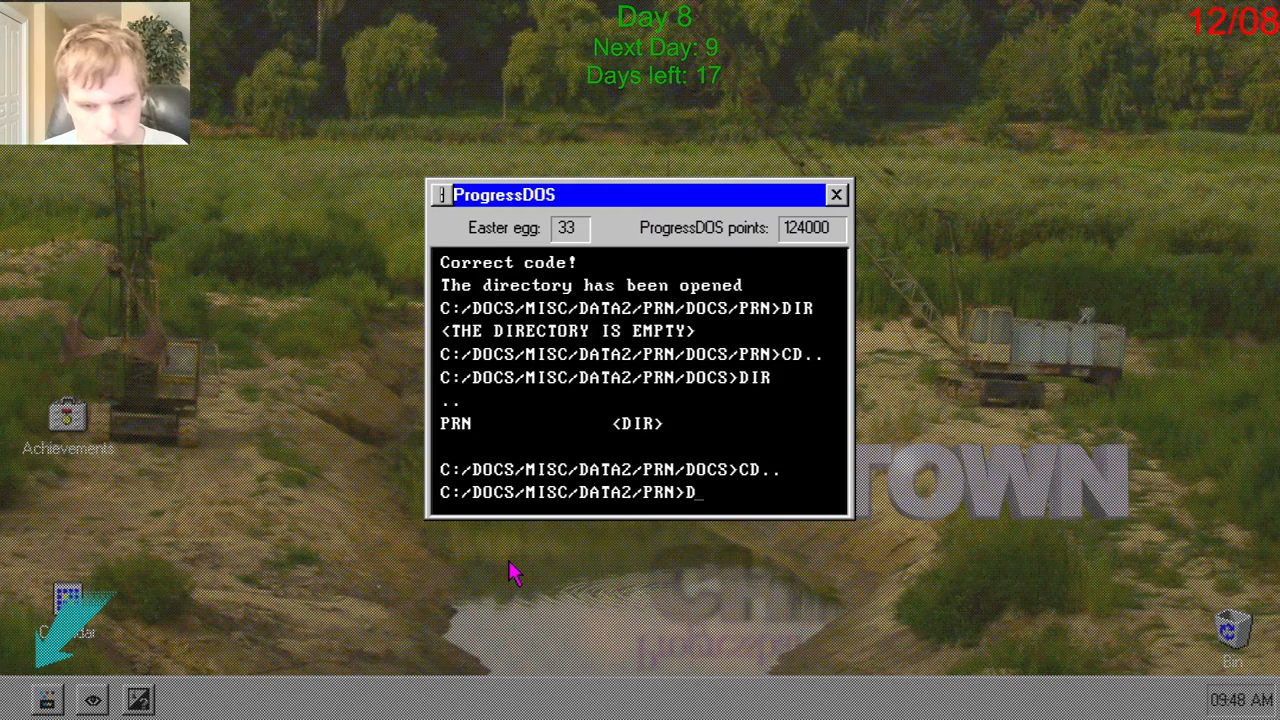 Day 8
Next Day: 9
Days left: 17
12/08
ProgressDOS
Easter egg: 33 ProgressDOS points: 124000
Correct code!
The directory has been opened
C:/DOCS/MISC/DATA2/PRN/DOCS/PRN>DIR
<THE DIRECTORY IS EMPTY>
C:/DOCS/MISC/DATA2/PRN/DOCS/PRN>CD..
C:/DOCS/MISC/DATA2/PRN/DOCS>DIR
..
PRN <DIR>
C:/DOCS/MISC/DATA2/PRN/DOCS>CD..
C:/DOCS/MISC/DATA2/PRN>D_
Achievements
TOWN
Bin
09:48 AM